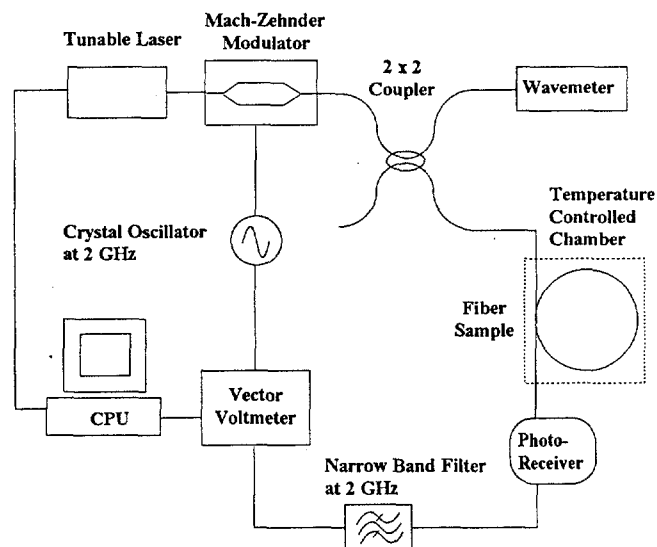 Mach-Zehnder
Modulator
Tunable Laser
2 x 2
Coupler
Wavemeter
Temperature
Controlled
Chamber
Crystal Oscillator
at 2 GHz
Fiber
Sample
Vector
Voltmeter
CPU
Photo-
Receiver
Narrow Band Filter
at 2 GHz